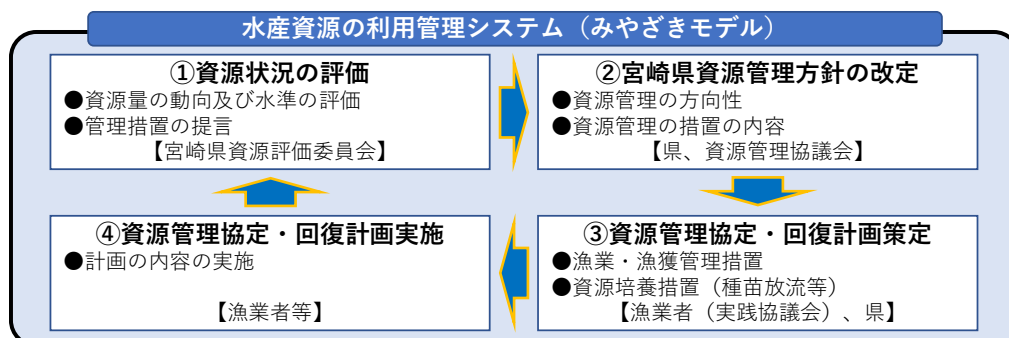 水産資源の利用管理システム（みやざきモデル）
①資源状況の評価
●資源量の動向及び水準の評価
●管理措置の提言
【宮崎県資源評価委員会】
②宮崎県資源管理方針の改定
●資源管理の方向性
●資源管理の措置の内容
【県、資源管理協議会】
③資源管理協定・回復計画策定
●漁業・漁獲管理措置
●資源培養措置（種苗放流等）
【漁業者（実践協議会）、県】
④資源管理協定・回復計画実施
●計画の内容の実施
【漁業者等】